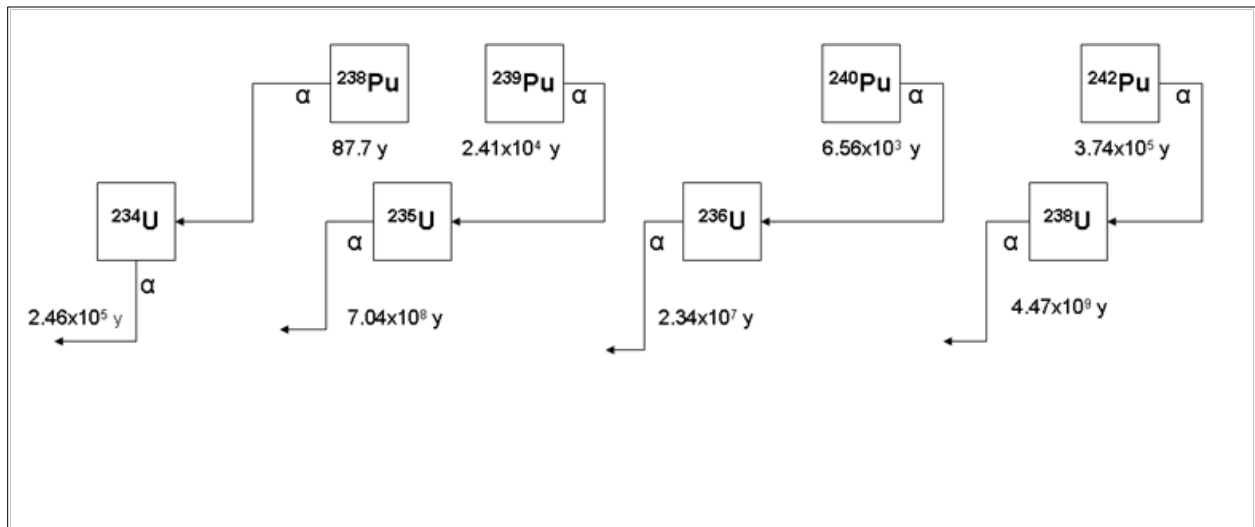 ²³⁸Pu ²³⁹Pu ²⁴⁰Pu ²⁴²Pu
α α α α
87.7 y 2.41x10⁴ y 6.56x10³ y 3.74x10⁵ y
²³⁴U ²³⁵U ²³⁶U ²³⁸U
α α α α
2.46x10⁵ y 7.04x10⁸ y 2.34x10⁷ y 4.47x10⁹ y